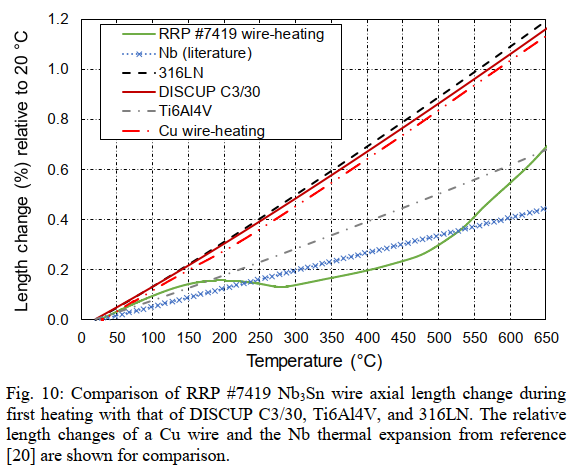 1.2
1.0
0.8
0.6
0.4
0.2
0.0
Length change (%) relative to 20 °C
RRP #7419 wire-heating
Nb (literature)
316LN
DISCUP C3/30
Ti6Al4V
Cu wire-heating
0 50 100 150 200 250 300 350 400 450 500 550 600 650
Temperature (°C)
Fig. 10: Comparison of RRP #7419 Nb₃Sn wire axial length change during
first heating with that of DISCUP C3/30, Ti6Al4V, and 316LN. The relative
length changes of a Cu wire and the Nb thermal expansion from reference
[20] are shown for comparison.